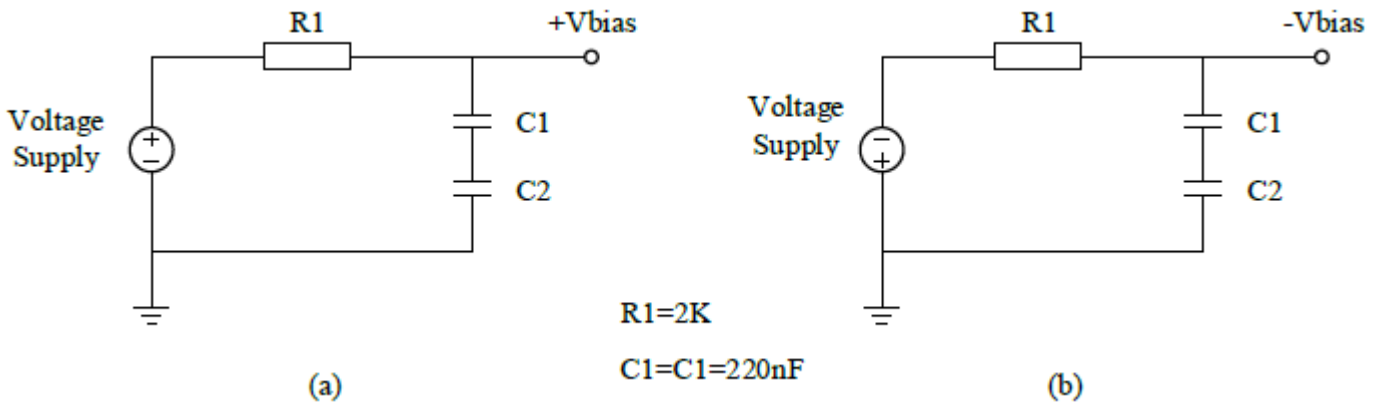 R1
+Vbias
Voltage
Supply
+
−
C1
C2
(a)
R1
-Vbias
Voltage
Supply
−
+
C1
C2
(b)
R1=2K
C1=C1=220nF